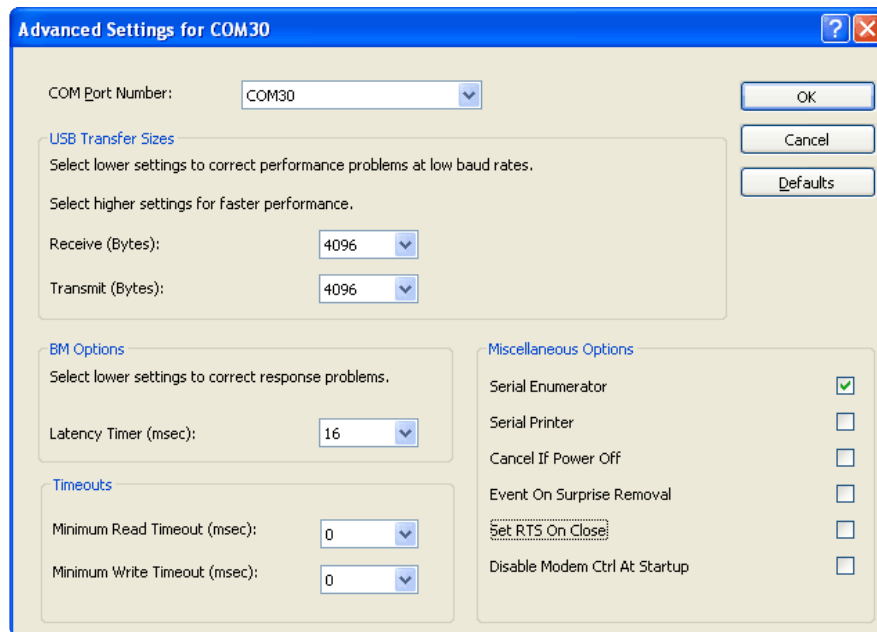 Advanced Settings for COM30
COM Port Number:
COM30
OK
Cancel
Defaults
USB Transfer Sizes
Select lower settings to correct performance problems at low baud rates.
Select higher settings for faster performance.
Receive (Bytes):
4096
Transmit (Bytes):
4096
BM Options
Select lower settings to correct response problems.
Latency Timer (msec):
16
Timeouts
Minimum Read Timeout (msec):
0
Minimum Write Timeout (msec):
0
Miscellaneous Options
Serial Enumerator
Serial Printer
Cancel If Power Off
Event On Surprise Removal
Set RTS On Close
Disable Modem Ctrl At Startup